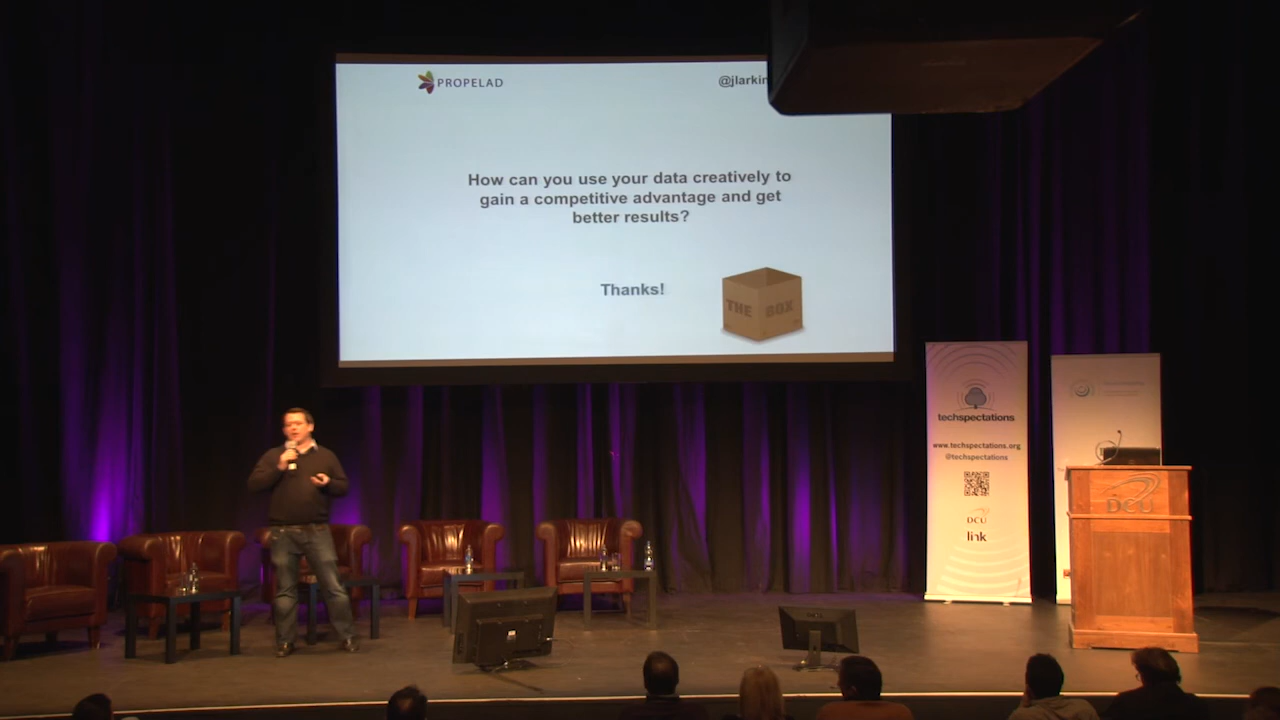 PROPELAD
@jlarkin
How can you use your data creatively to
gain a competitive advantage and get
better results?
Thanks!
THE BOX
techspectations
www.techspectations.org
@techspectations
DCU
link
DCU